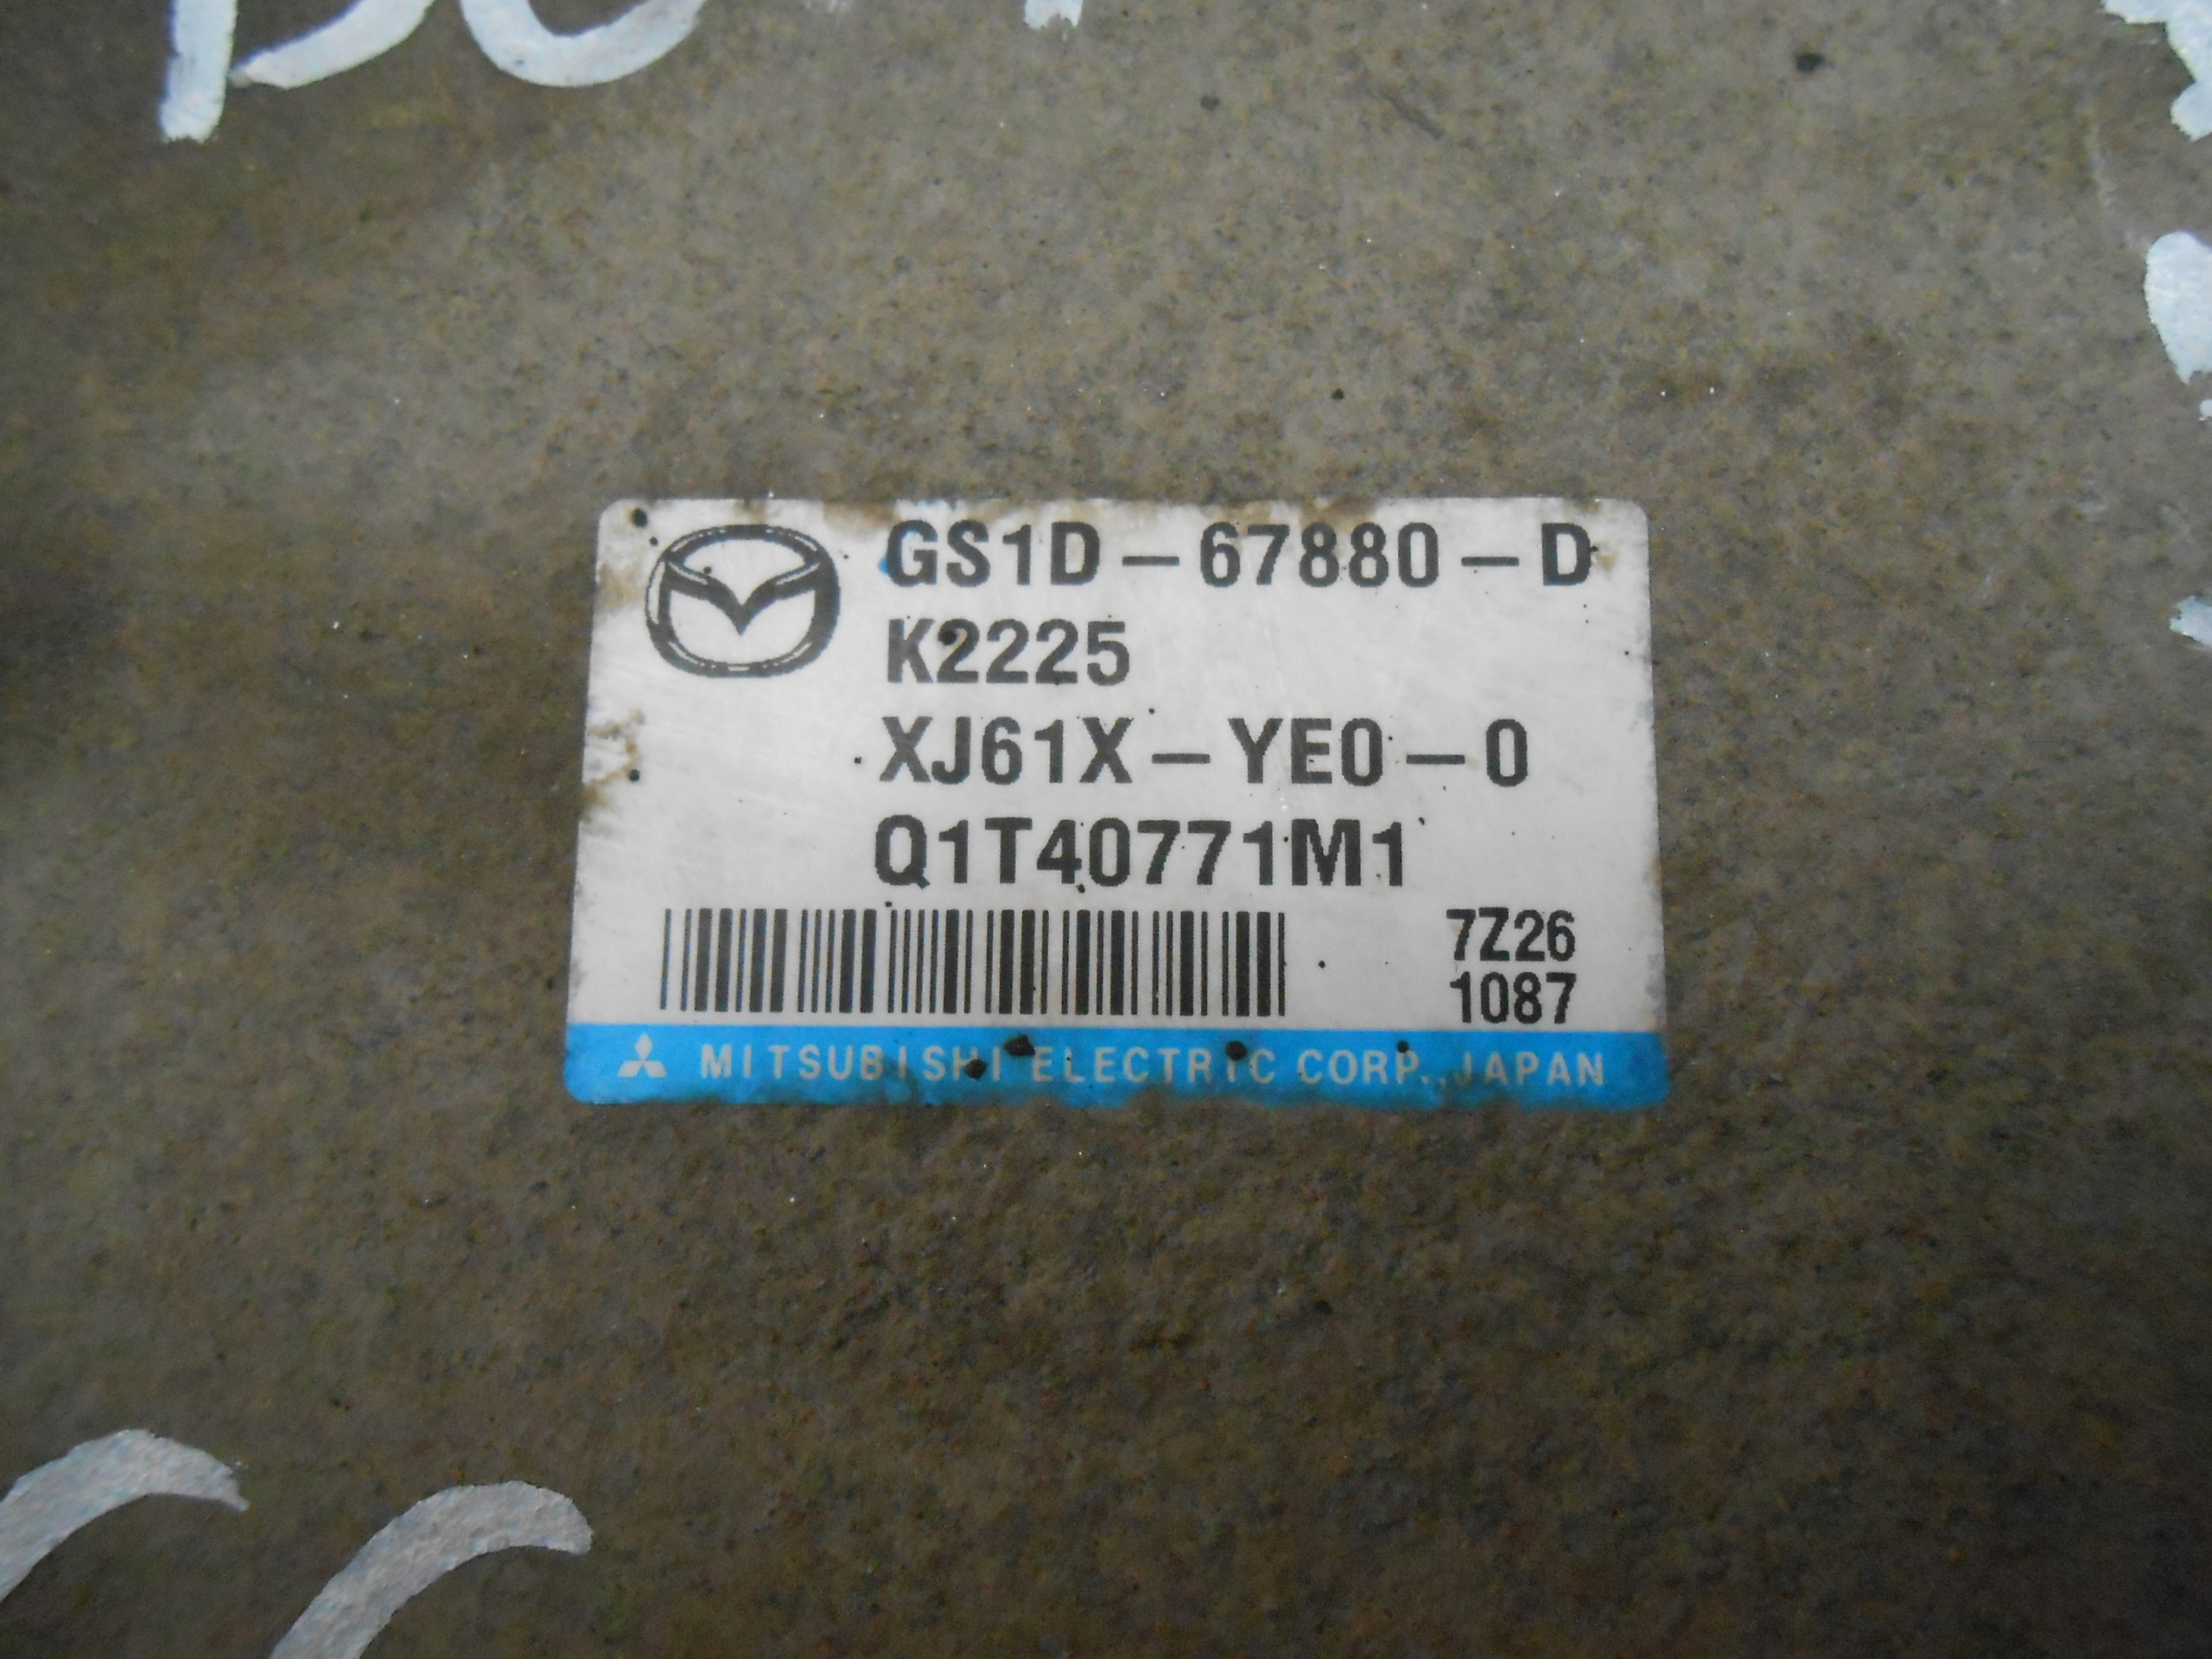 GS1D-67880-D
K2225
XJ61X-YE0-0
Q1T40771M1
7Z26
1087
MITSUBISHI ELECTRIC CORP., JAPAN